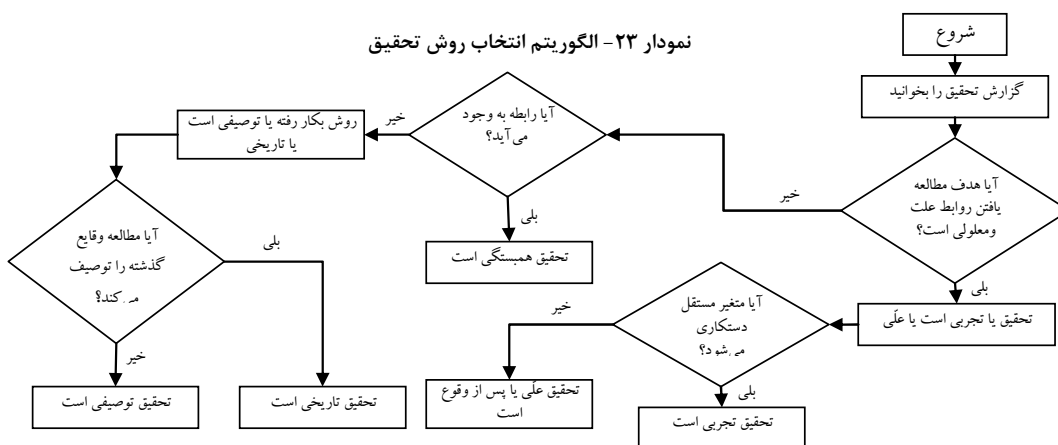 نمودار ۲۳- الگوریتم انتخاب روش تحقیق
شروع
گزارش تحقیق را بخوانید
آیا هدف مطالعه
یافتن روابط علت
ومعلولی است؟
خیر
بلی
آیا رابطه به وجود
می‌آید؟
خیر
بلی
روش بکار رفته یا توصیفی است
یا تاریخی
تحقیق همبستگی است
آیا مطالعه وقایع
گذشته را توصیف
می‌کند؟
بلی
خیر
تحقیق تاریخی است
تحقیق توصیفی است
تحقیق یا تجربی است یا علّی
آیا متغیر مستقل
دستکاری
می‌شود؟
خیر
بلی
تحقیق علّی یا پس از وقوع
است
تحقیق تجربی است